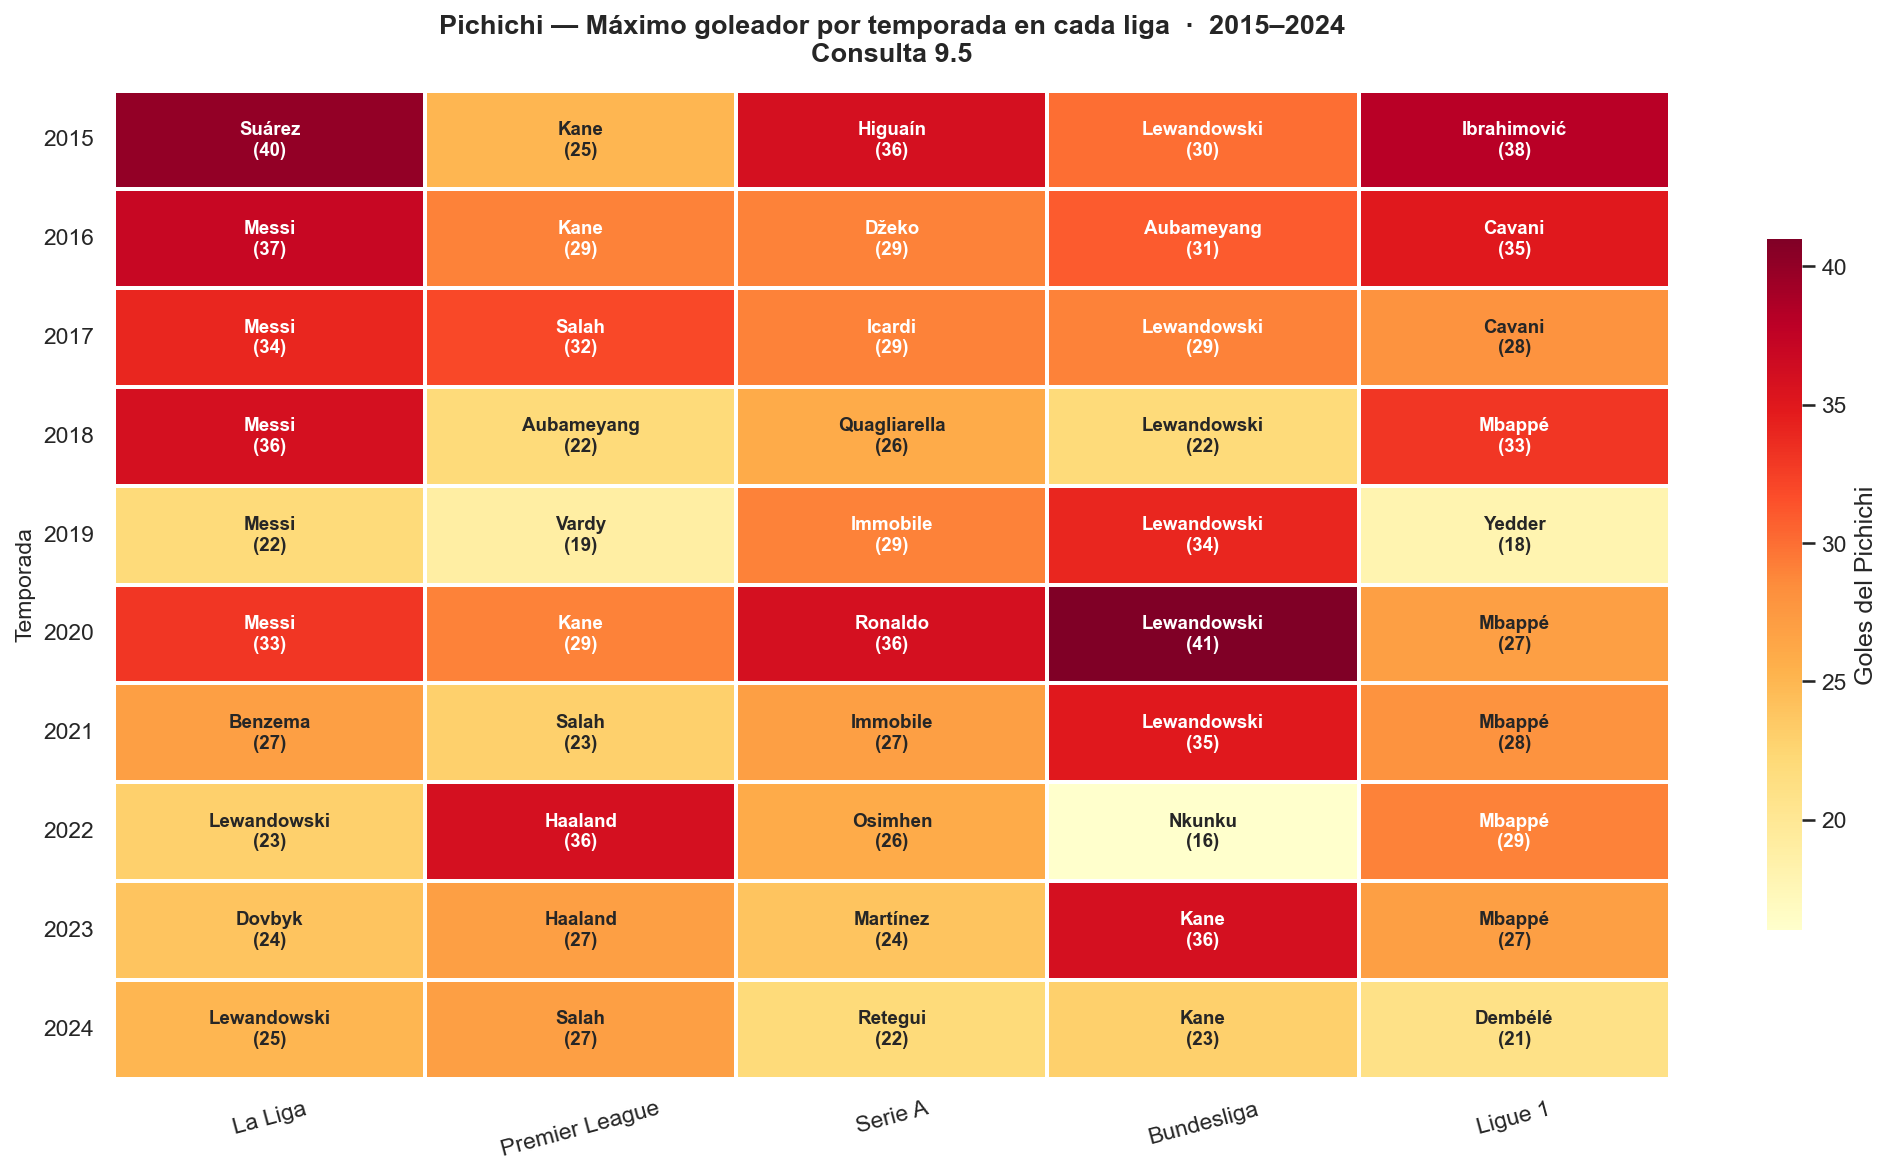 Pichichi — Máximo goleador por temporada en cada liga · 2015–2024
Consulta 9.5
Temporada
2015
Suárez
(40)
Kane
(25)
Higuaín
(36)
Lewandowski
(30)
Ibrahimović
(38)
2016
Messi
(37)
Kane
(29)
Džeko
(29)
Aubameyang
(31)
Cavani
(35)
2017
Messi
(34)
Salah
(32)
Icardi
(29)
Lewandowski
(29)
Cavani
(28)
2018
Messi
(36)
Aubameyang
(22)
Quagliarella
(26)
Lewandowski
(22)
Mbappé
(33)
2019
Messi
(22)
Vardy
(19)
Immobile
(29)
Lewandowski
(34)
Yedder
(18)
2020
Messi
(33)
Kane
(29)
Ronaldo
(36)
Lewandowski
(41)
Mbappé
(27)
2021
Benzema
(27)
Salah
(23)
Immobile
(27)
Lewandowski
(35)
Mbappé
(28)
2022
Lewandowski
(23)
Haaland
(36)
Osimhen
(26)
Nkunku
(16)
Mbappé
(29)
2023
Dovbyk
(24)
Haaland
(27)
Martínez
(24)
Kane
(36)
Mbappé
(27)
2024
Lewandowski
(25)
Salah
(27)
Retegui
(22)
Kane
(23)
Dembélé
(21)
La Liga
Premier League
Serie A
Bundesliga
Ligue 1
40
35
30
25
20
Goles del Pichichi